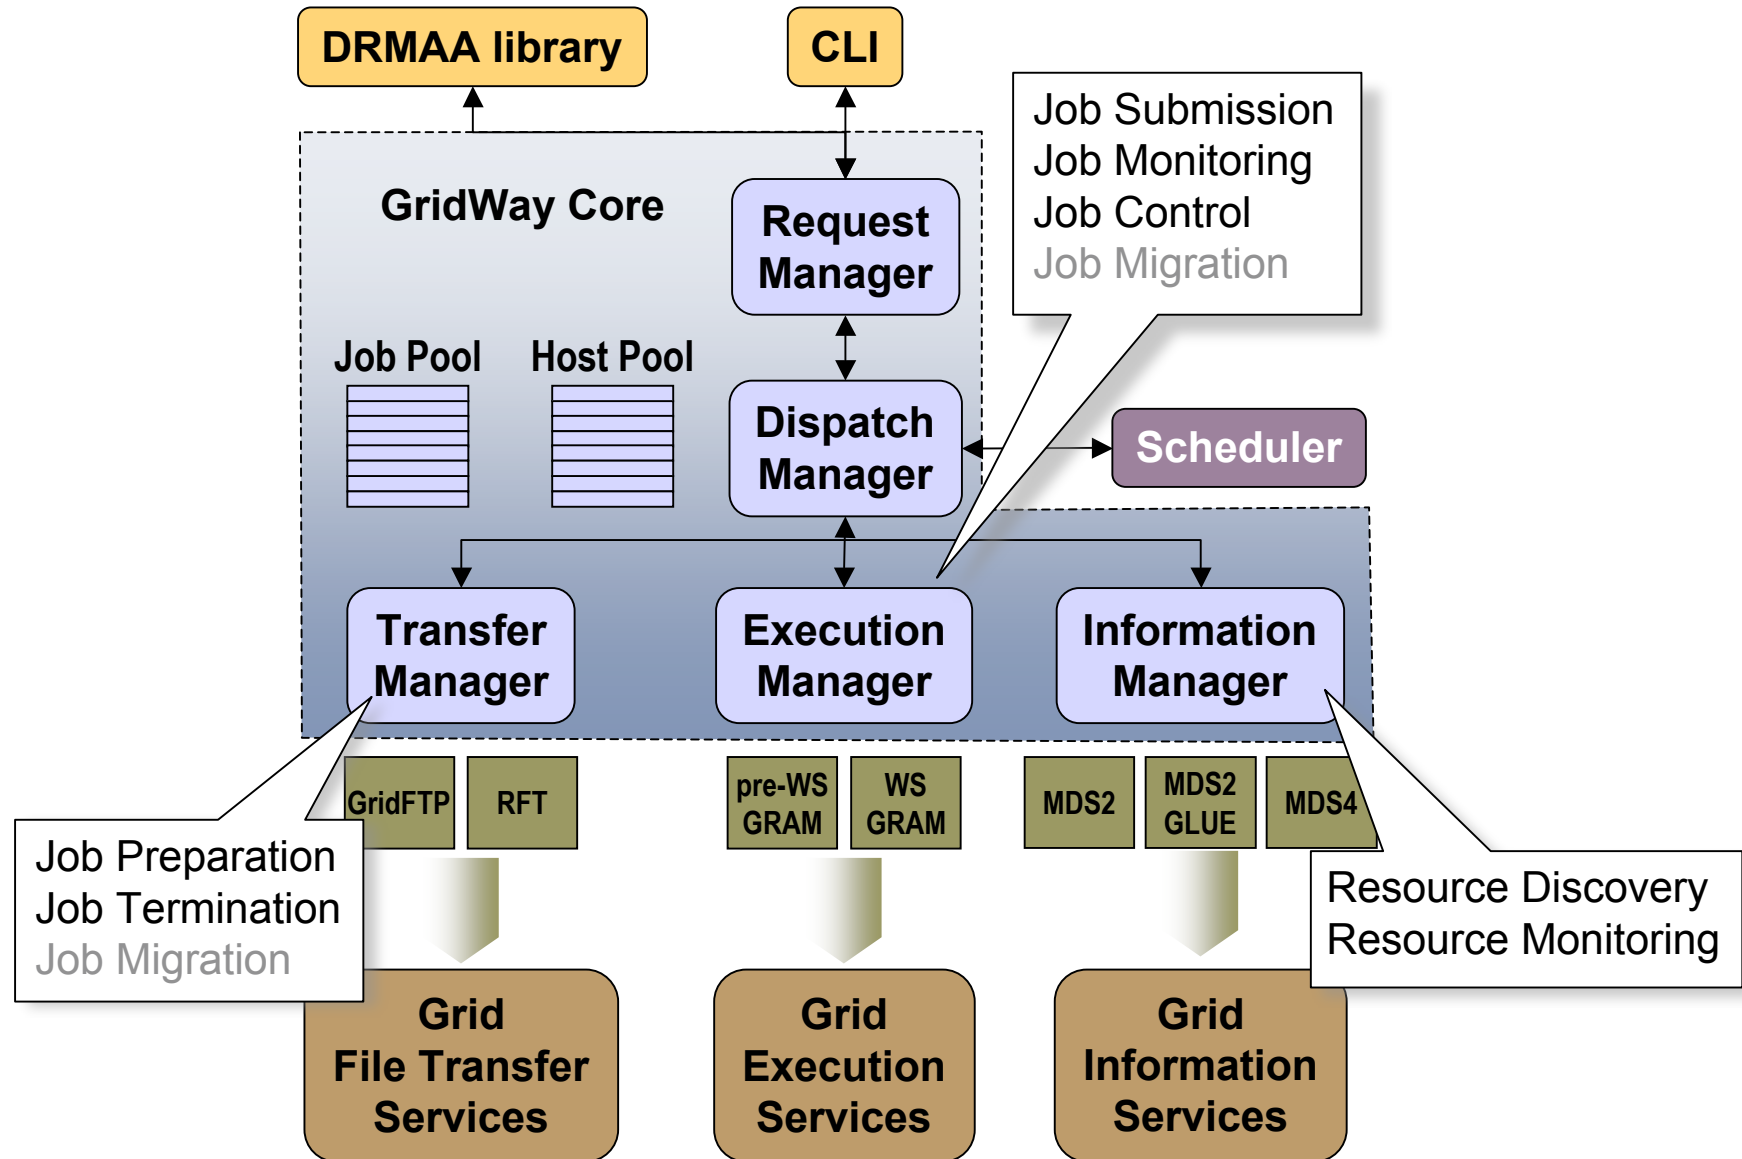 DRMAA library
CLI
Job Submission
Job Monitoring
Job Control
Job Migration
GridWay Core
Request
Manager
Job Pool
Host Pool
Dispatch
Manager
Scheduler
Transfer
Manager
Execution
Manager
Information
Manager
GridFTP
RFT
pre-WS
GRAM
WS
GRAM
MDS2
MDS2
GLUE
MDS4
Job Preparation
Job Termination
Job Migration
Resource Discovery
Resource Monitoring
Grid
File Transfer
Services
Grid
Execution
Services
Grid
Information
Services